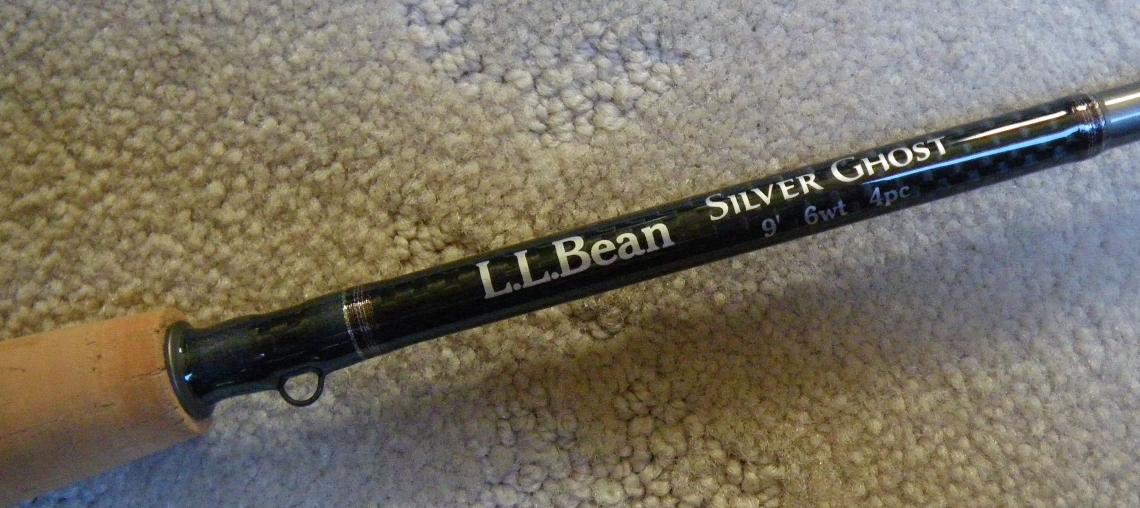 L.L.Bean SILVER GHOST
9' 6wt 4pc